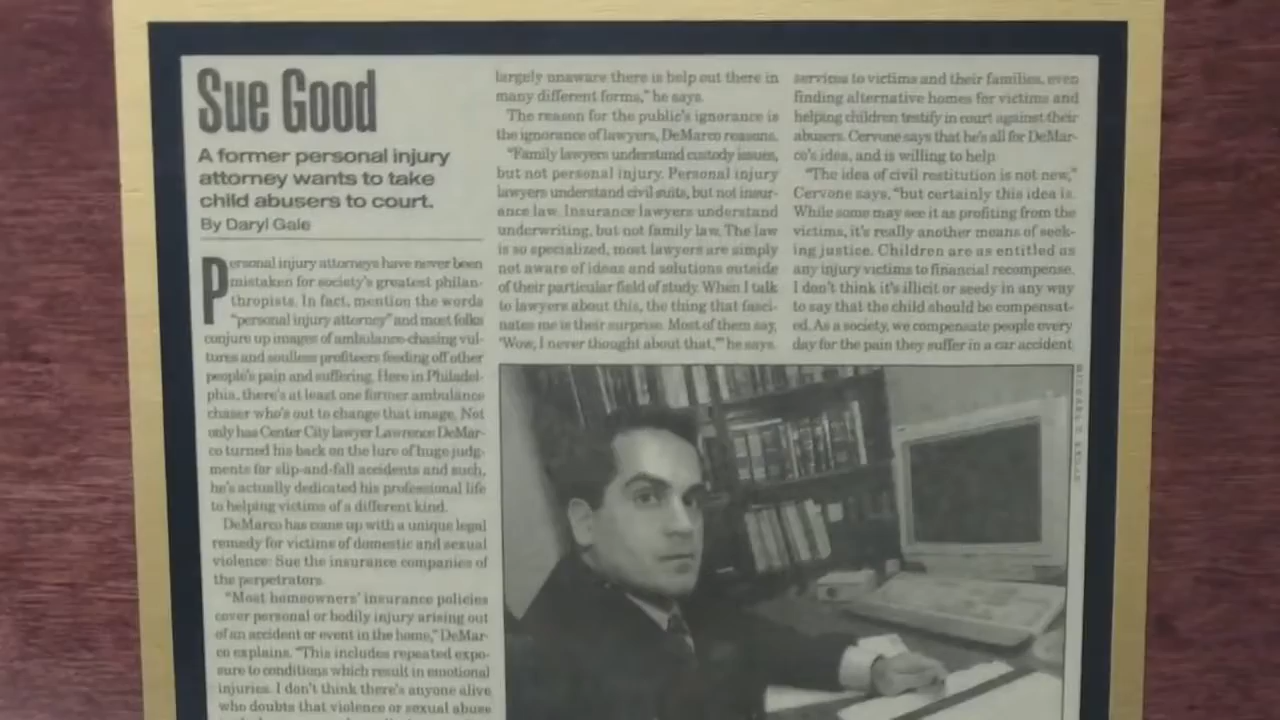 Sue Good
A former personal injury
attorney wants to take
child abusers to court.
By Daryl Gale
Personal injury attorneys have never been
mistaken for society's greatest philan-
thropists. In fact, mention the words
"personal injury attorney" and most folks
conjure up images of ambulance-chasing vul-
tures and soulless profiteers feeding off other
people's pain and suffering. Here in Philadel-
phia, there's at least one former ambulance
chaser who's out to change that image. Not
only has Center City lawyer Lawrence DeMar-
co turned his back on the lure of huge judg-
ments for slip-and-fall accidents and such,
he's actually dedicated his professional life
to helping victims of a different kind.
DeMarco has come up with a unique legal
remedy for victims of domestic and sexual
violence: Sue the insurance companies of
the perpetrators.
"Most homeowners' insurance policies
cover personal or bodily injury arising out
of an accident or event in the home," DeMar-
co explains. "This includes repeated expo-
sure to conditions which result in emotional
injuries. I don't think there's anyone alive
who doubts that violence or sexual abuse
largely unaware there is help out there in
many different forms," he says.
The reason for the public's ignorance is
the ignorance of lawyers, DeMarco reasons.
"Family lawyers understand custody issues,
but not personal injury. Personal injury
lawyers understand civil suits, but not insur-
ance law. Insurance lawyers understand
underwriting, but not family law. The law
is so specialized, most lawyers are simply
not aware of ideas and solutions outside
of their particular field of study. When I talk
to lawyers about this, the thing that fasci-
nates me is their surprise. Most of them say,
'Wow, I never thought about that,'" he says.
services to victims and their families, even
finding alternative homes for victims and
helping children testify in court against their
abusers. Cervone says that he's all for DeMar-
co's idea, and is willing to help.
"The idea of civil restitution is not new,"
Cervone says, "but certainly this idea is.
While some may see it as profiting from the
victims, it's really another means of seek-
ing justice. Children are as entitled as
any injury victims to financial recompense.
I don't think it's illicit or seedy in any way
to say that the child should be compensat-
ed. As a society, we compensate people every
day for the pain they suffer in a car accident